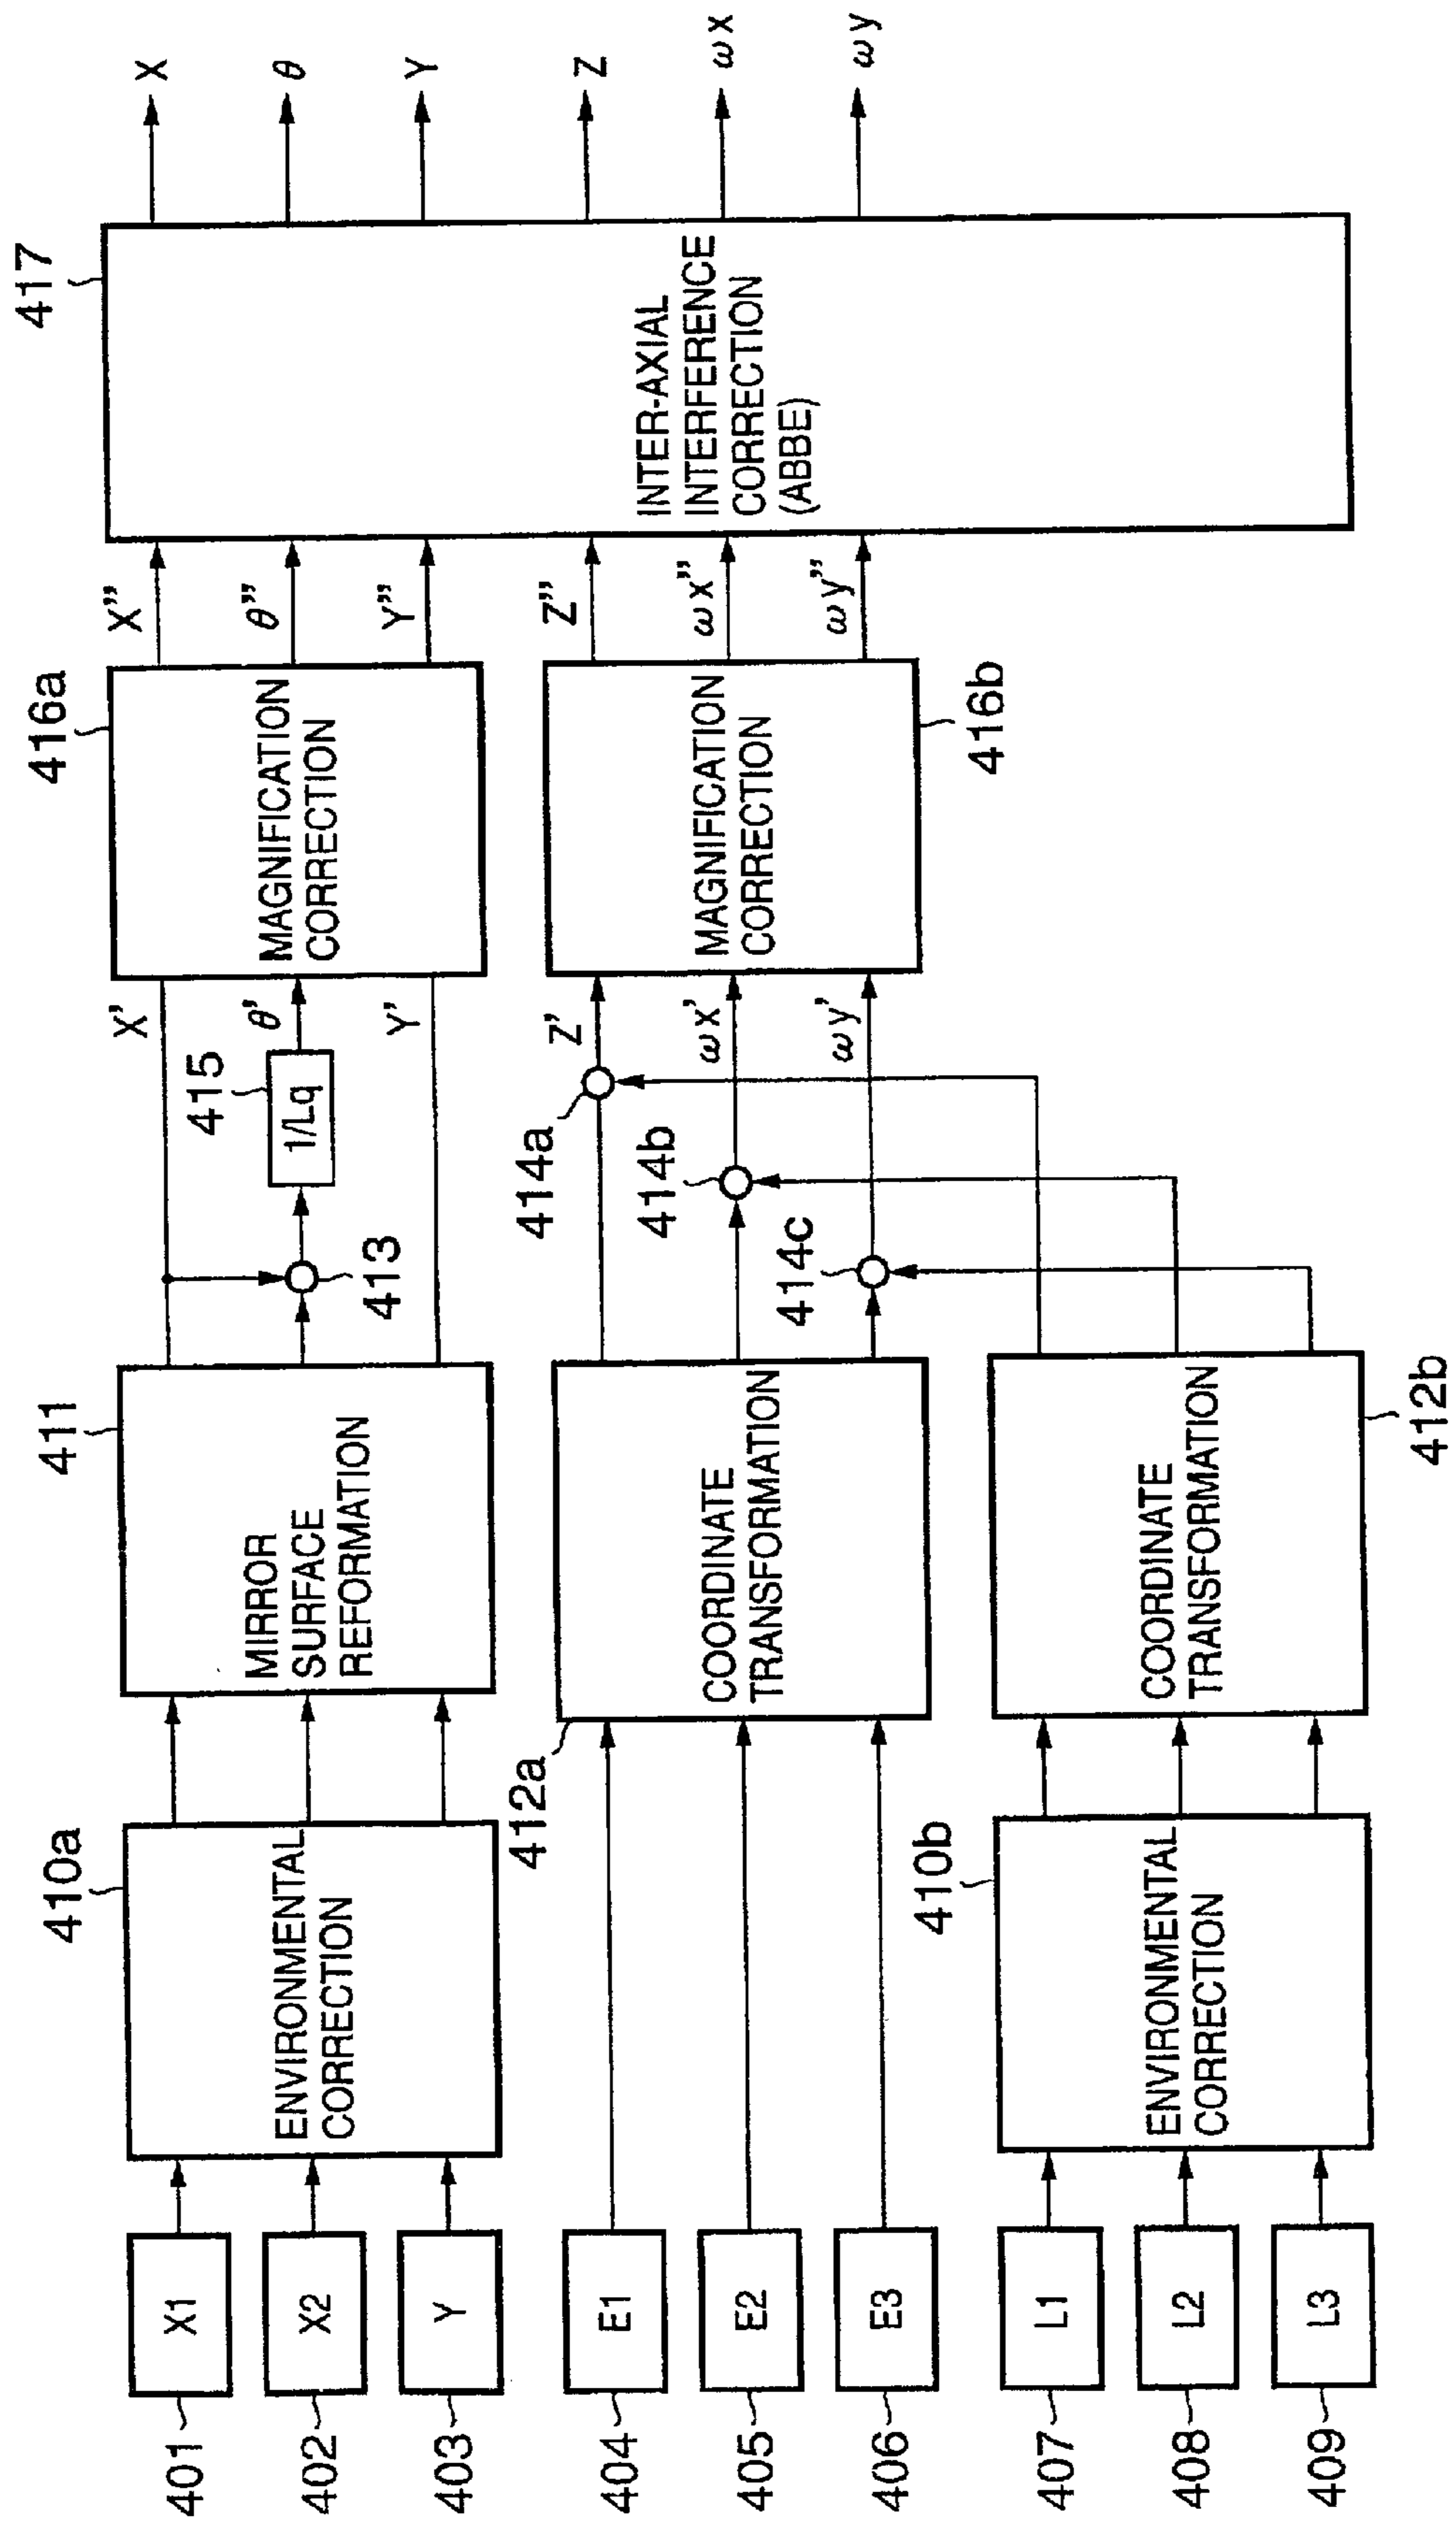 401
X1
402
X2
403
Y
404
E1
405
E2
406
E3
407
L1
408
L2
409
L3
410a
ENVIRONMENTAL
CORRECTION
410b
ENVIRONMENTAL
CORRECTION
411
MIRROR
SURFACE
REFORMATION
412a
COORDINATE
TRANSFORMATION
412b
COORDINATE
TRANSFORMATION
413
415
1/Lq
414a
414b
414c
X’
θ’
Y’
Z’
ωx’
ωy’
416a
MAGNIFICATION
CORRECTION
416b
MAGNIFICATION
CORRECTION
X”
θ”
Y”
Z”
ωx”
ωy”
417
INTER-AXIAL
INTERFERENCE
CORRECTION
(ABBE)
X
θ
Y
Z
ωx
ωy